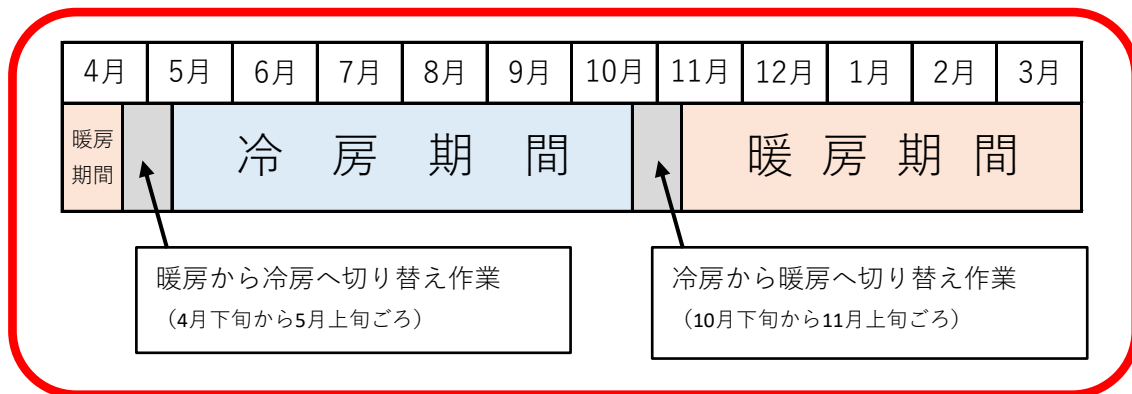 4月 5月 6月 7月 8月 9月 10月 11月 12月 1月 2月 3月
暖房
期間
冷房期間
暖房期間
暖房から冷房へ切り替え作業
（4月下旬から5月上旬ごろ）
冷房から暖房へ切り替え作業
（10月下旬から11月上旬ごろ）